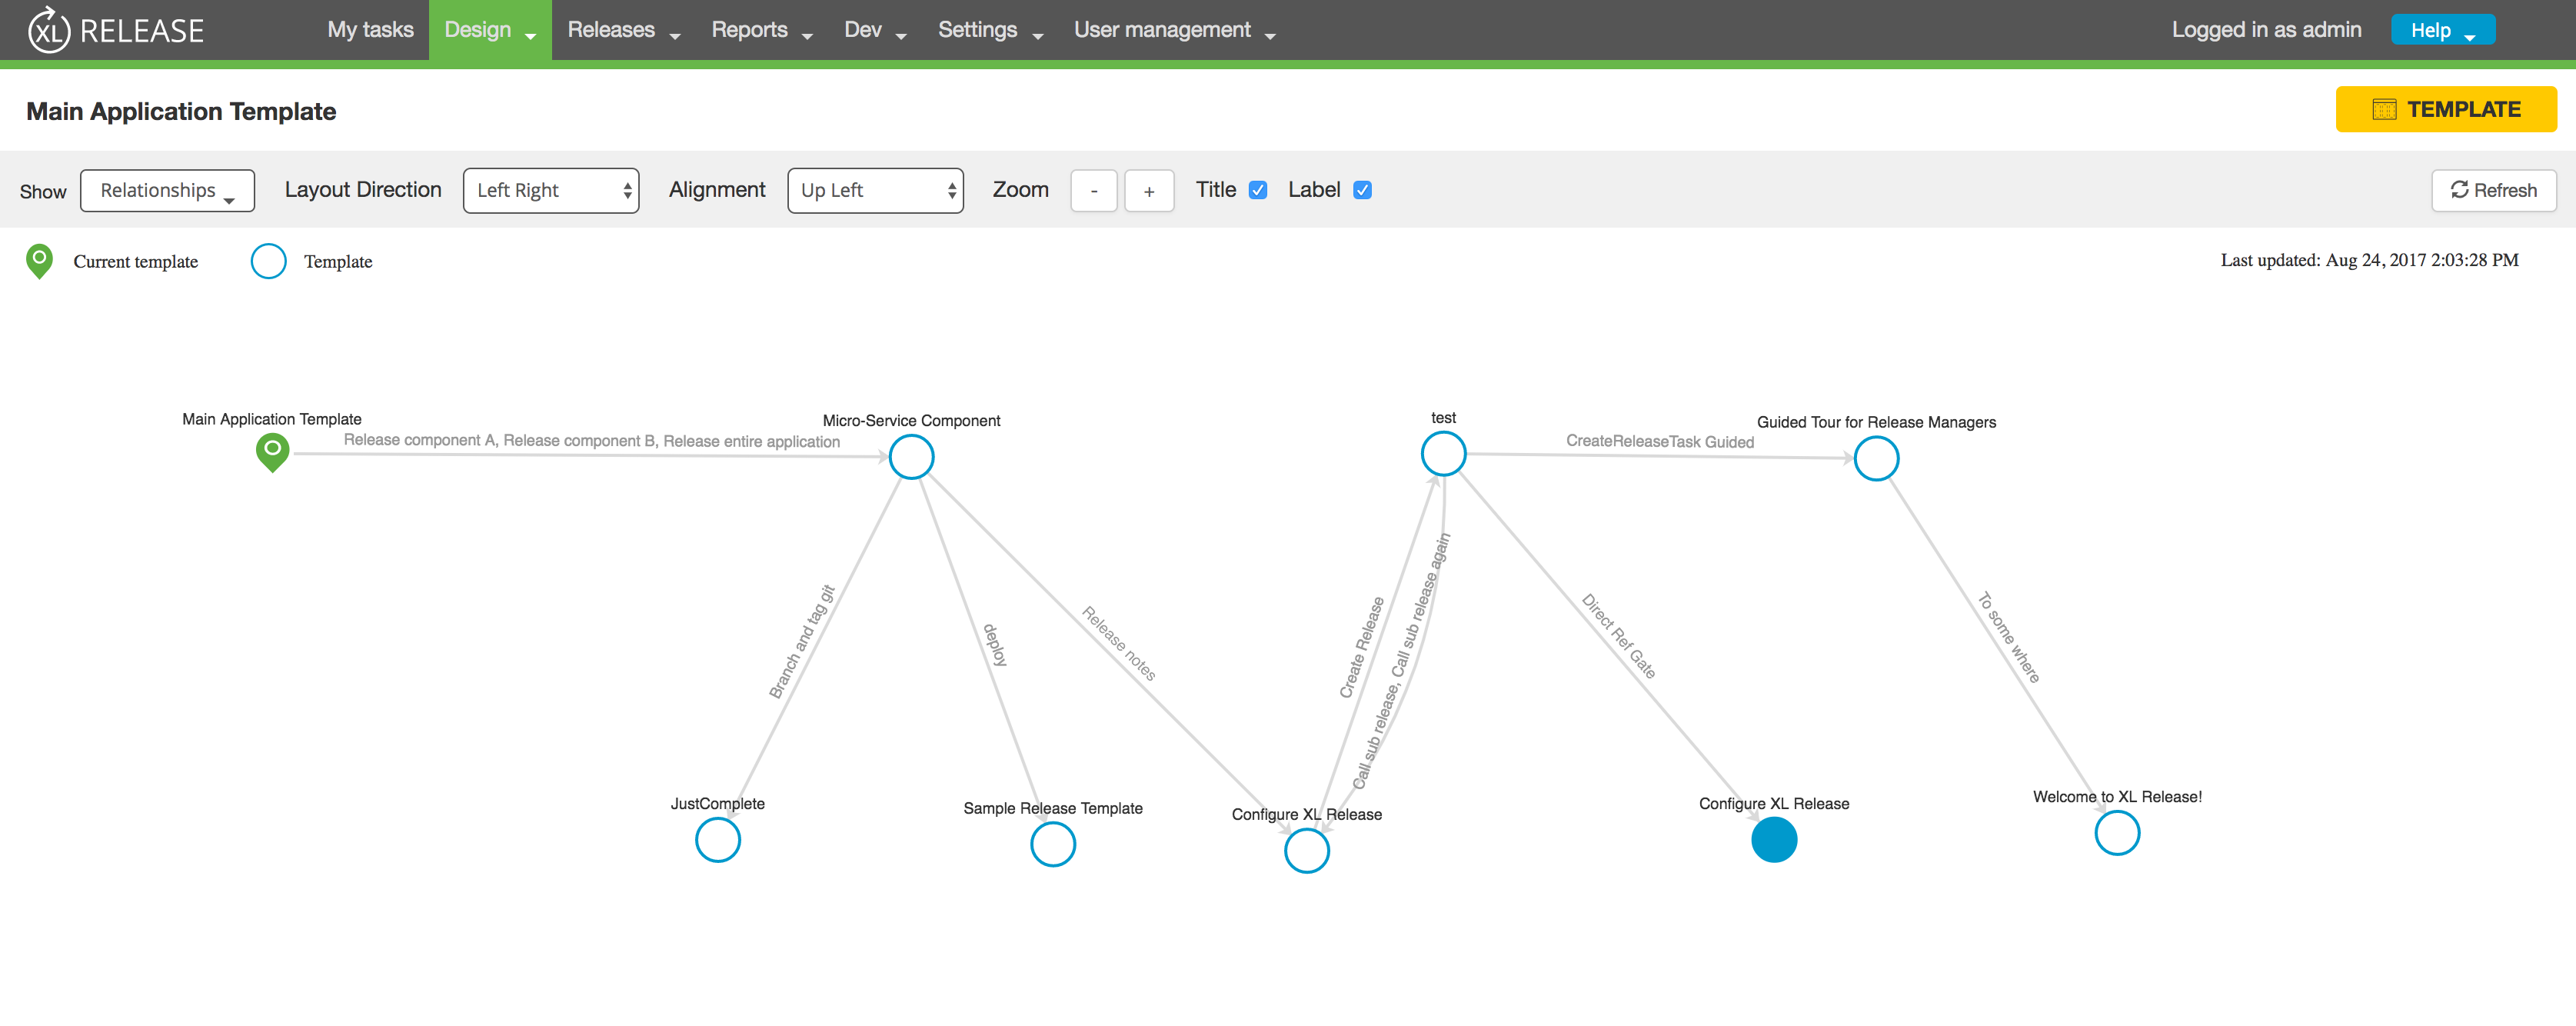 XL RELEASE
My tasks Design Releases Reports Dev Settings User management Logged in as admin Help
Main Application Template
TEMPLATE
Show Relationships Layout Direction Left Right Alignment Up Left Zoom - + Title Label Refresh
Current template Template
Last updated: Aug 24, 2017 2:03:28 PM
Main Application Template
Release component A, Release component B, Release entire application
Micro-Service Component
test
CreateReleaseTask Guided
Guided Tour for Release Managers
Branch and tag git
deploy
Release notes
Create Release
Call sub release, Call sub release again
Direct Ref Gate
To some where
JustComplete
Sample Release Template
Configure XL Release
Configure XL Release
Welcome to XL Release!